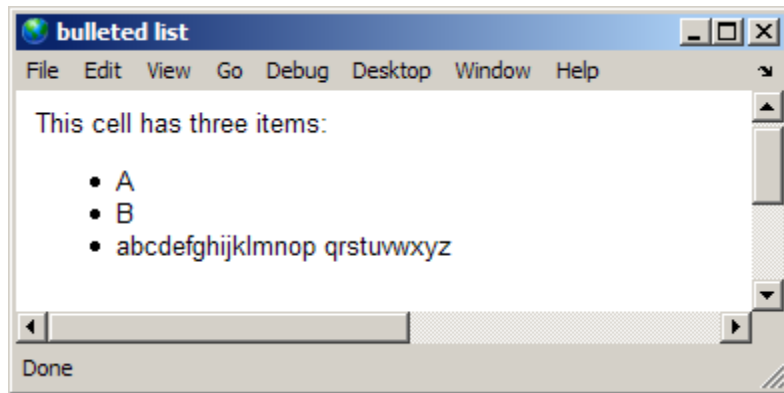 bulleted list
File Edit View Go Debug Desktop Window Help
This cell has three items:
• A
• B
• abcdefghijklmnop qrstuvwxyz
Done